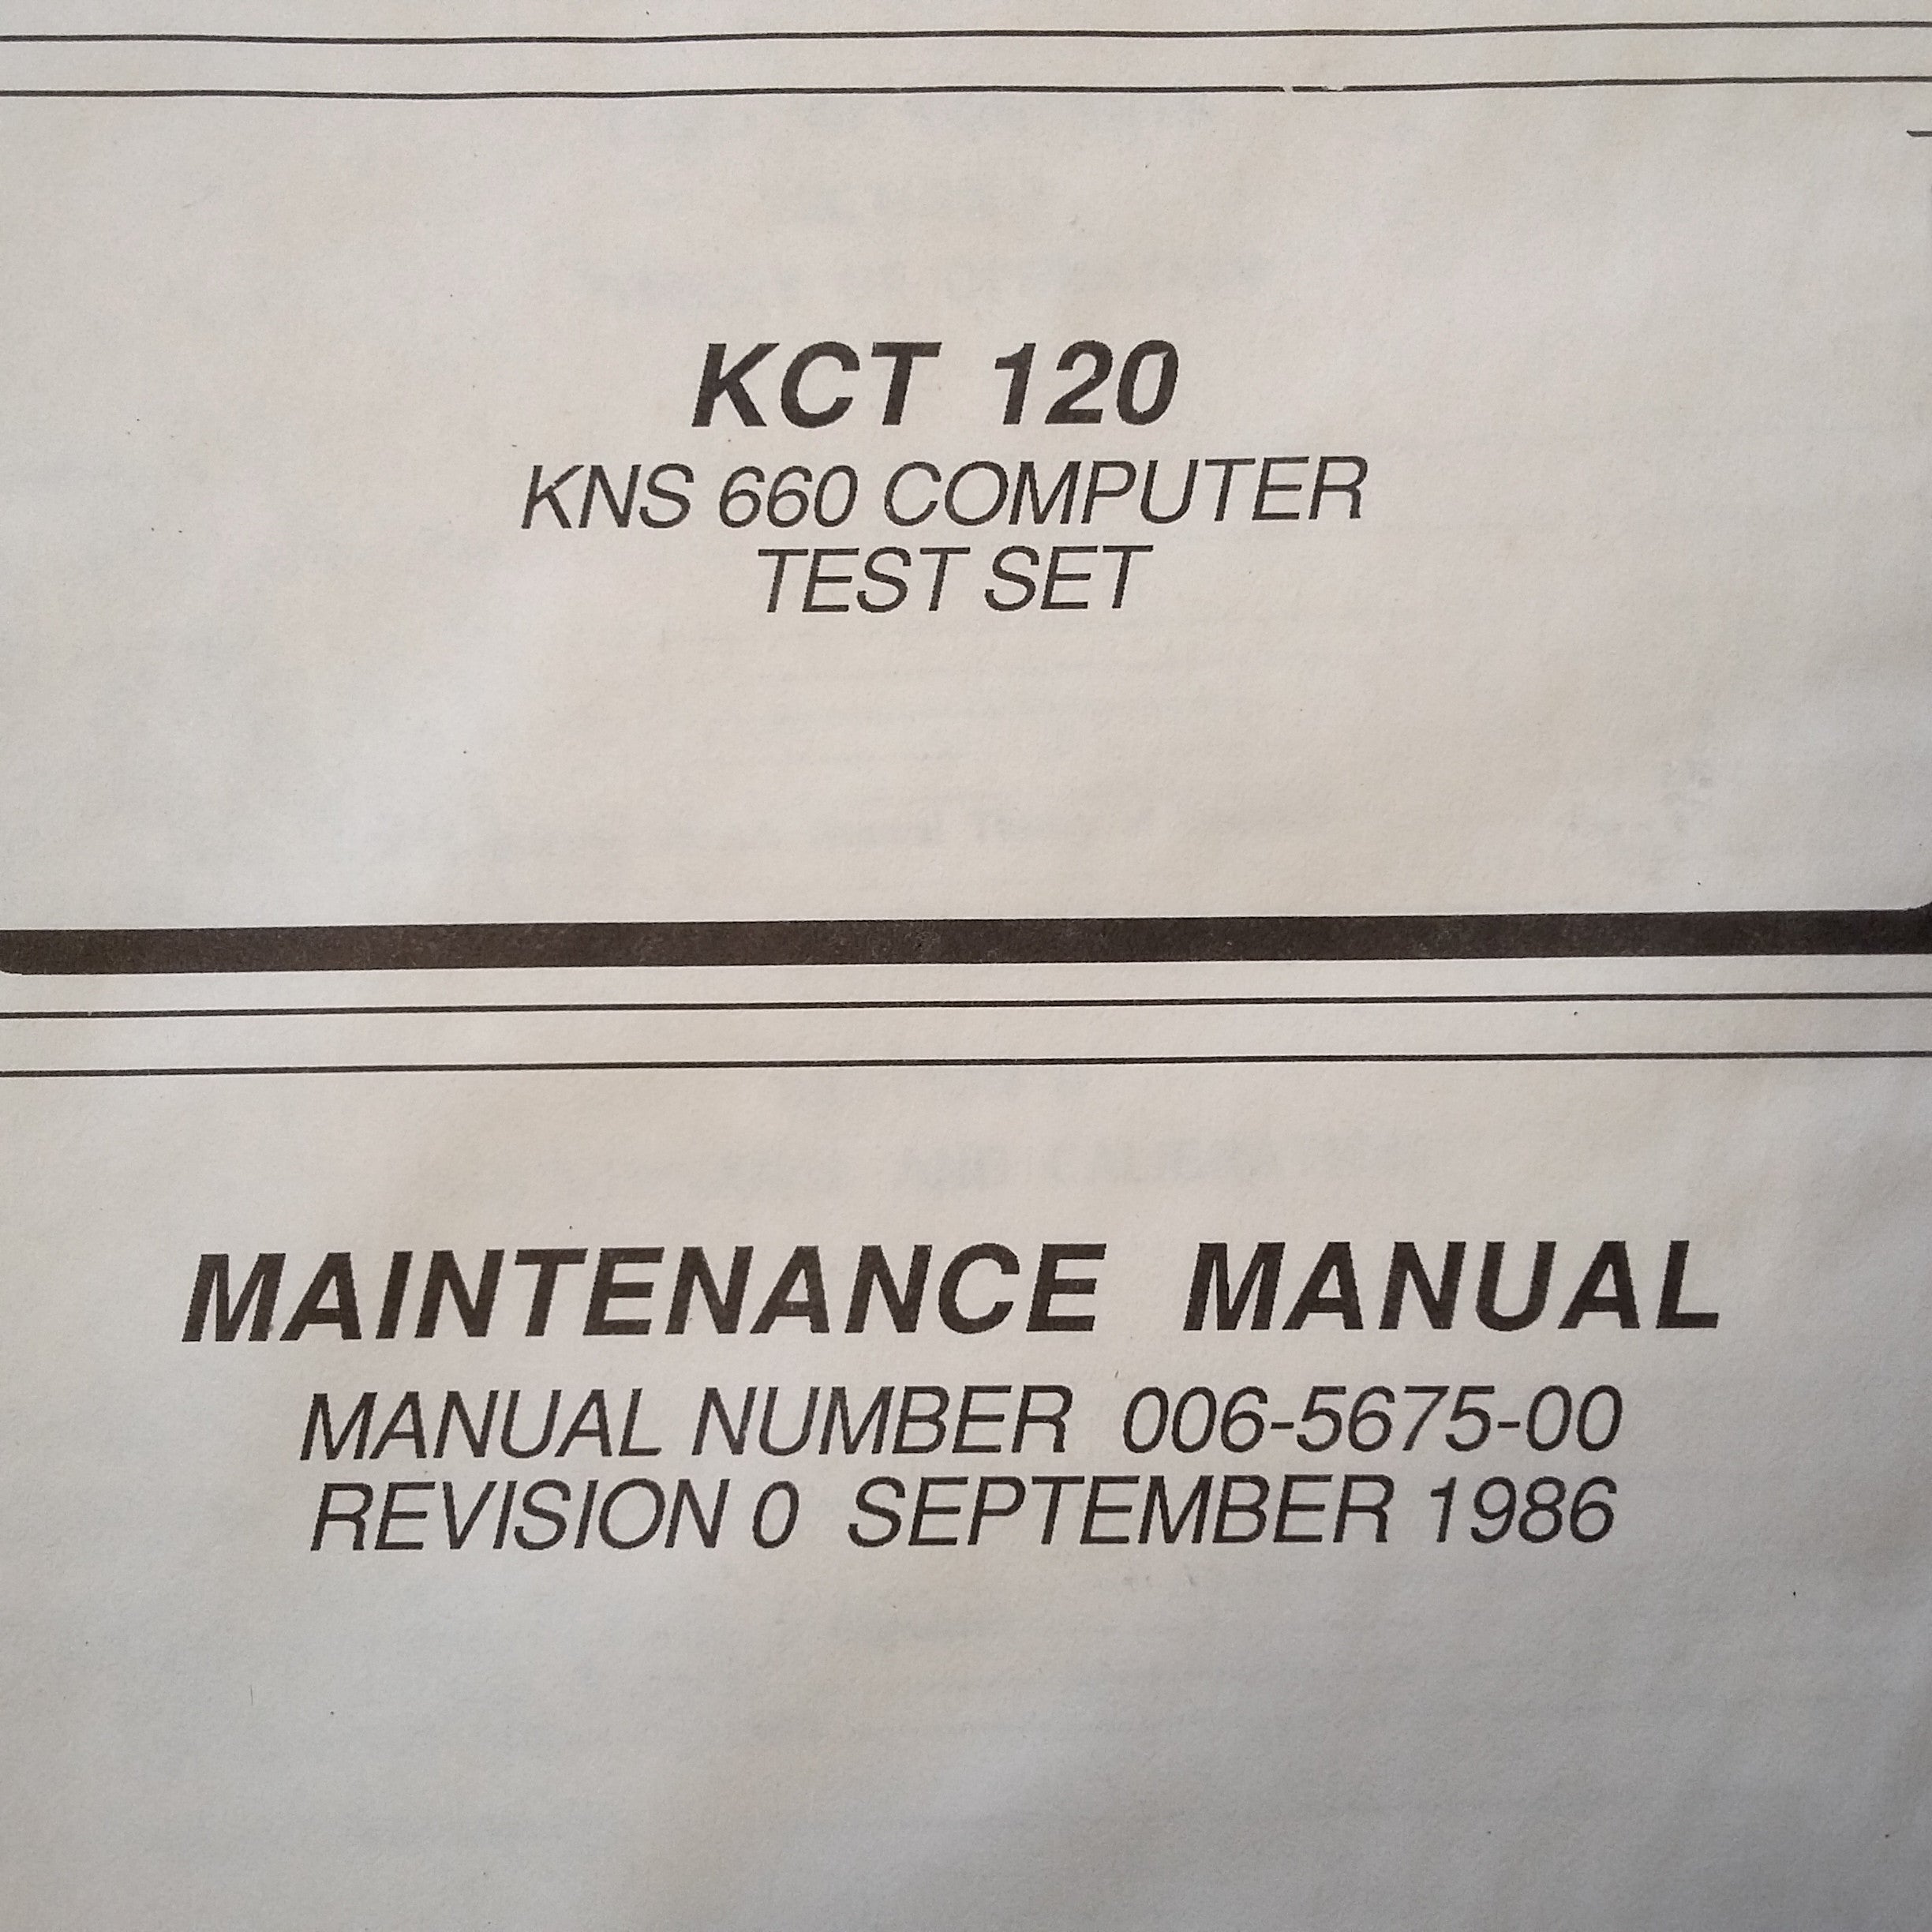 KCT 120
KNS 660 COMPUTER
TEST SET
MAINTENANCE MANUAL
MANUAL NUMBER 006-5675-00
REVISION 0 SEPTEMBER 1986